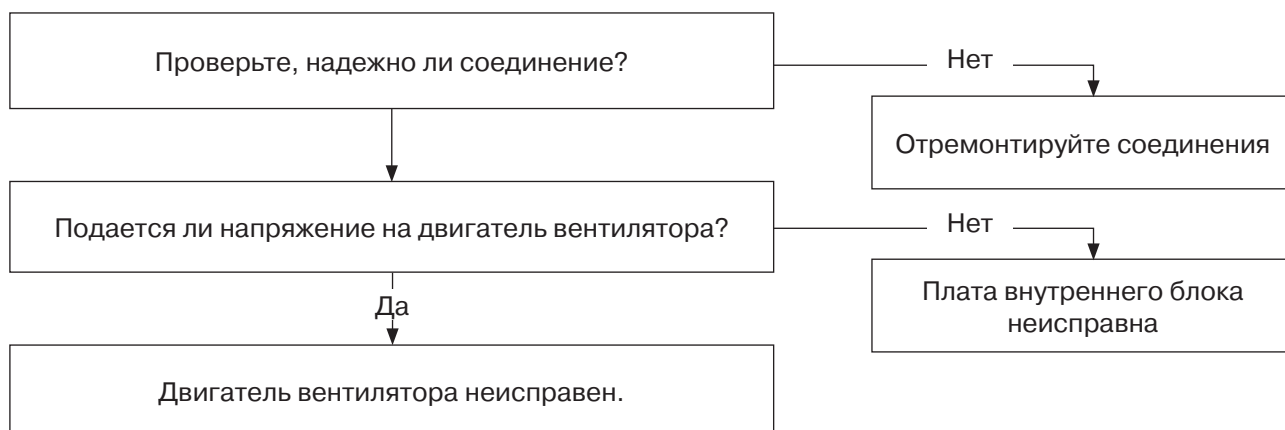 Проверьте, надежно ли соединение?
Нет
Отремонтируйте соединения
Подается ли напряжение на двигатель вентилятора?
Нет
Плата внутреннего блока
неисправна
Да
Двигатель вентилятора неисправен.